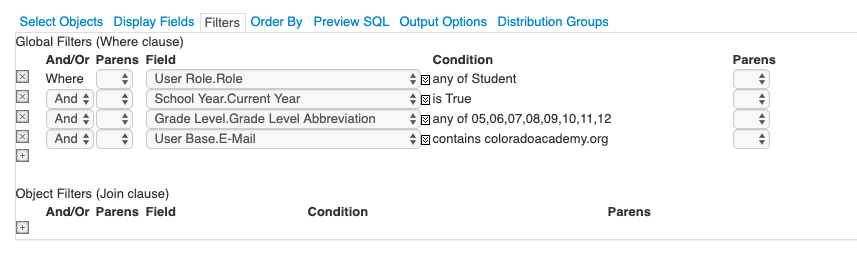 Select Objects Display Fields Filters Order By Preview SQL Output Options Distribution Groups
Global Filters (Where clause)
And/Or Parens Field Condition Parens
Where User Role.Role any of Student
And School Year.Current Year is True
And Grade Level.Grade Level Abbreviation any of 05,06,07,08,09,10,11,12
And User Base.E-Mail contains coloradoacademy.org
Object Filters (Join clause)
And/Or Parens Field Condition Parens